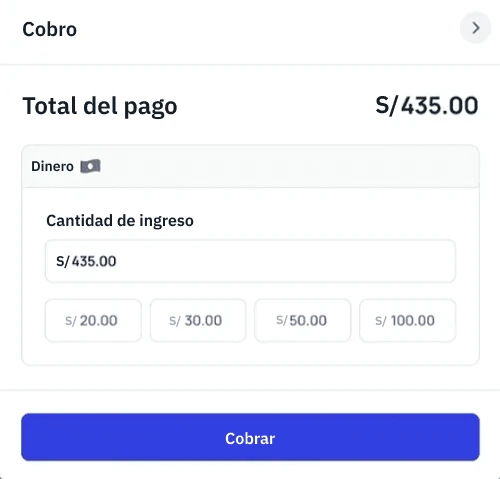 Cobro
Total del pago S/435.00
Dinero
Cantidad de ingreso
S/435.00
S/ 20.00 S/ 30.00 S/50.00 S/ 100.00
Cobrar